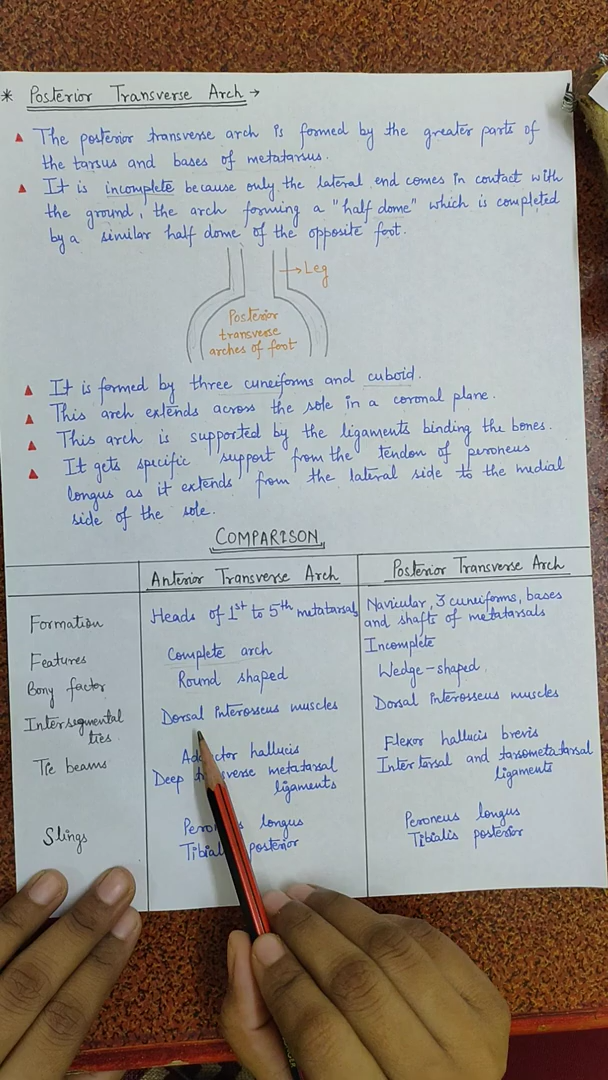 * Posterior Transverse Arch →
▲ The posterior transverse arch is formed by the greater parts of
the tarsus and bases of metatarsus.
▲ It is incomplete because only the lateral end comes in contact with
the ground, the arch forming a "half dome" which is completed
by a similar half dome of the opposite foot.
→ Leg
Posterior
transverse
arches of foot
▲ It is formed by three cuneiforms and cuboid.
▲ This arch extends across the sole in a coronal plane.
▲ This arch is supported by the ligaments binding the bones.
▲ It gets specific support from the tendon of peroneus
longus as it extends from the lateral side to the medial
side of the sole.
COMPARISON
Anterior Transverse Arch Posterior Transverse Arch
Formation Heads of 1st to 5th metatarsals Navicular, 3 cuneiforms, bases
and shafts of metatarsals
Features Complete arch Incomplete
Bony factor Round shaped Wedge-shaped
Intersegmental Dorsal interosseus muscles Dorsal interosseus muscles
ties
Tie beams Adductor hallucis Flexor hallucis brevis
Deep transverse metatarsal Intertarsal and tarsometatarsal
ligaments ligaments
Slings Peroneus longus Peroneus longus
Tibialis posterior Tibialis posterior